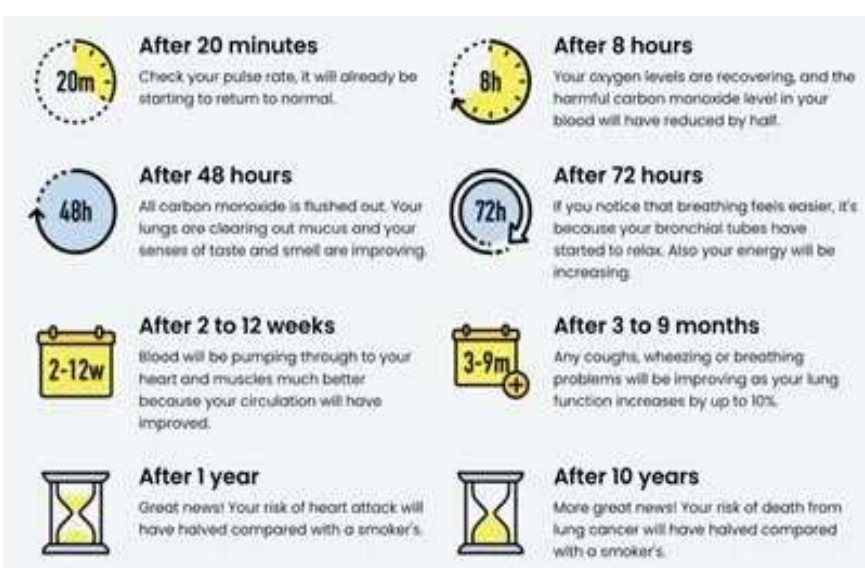 20m
After 20 minutes
Check your pulse rate, it will already be
starting to return to normal.
8h
After 8 hours
Your oxygen levels are recovering, and the
harmful carbon monoxide level in your
blood will have reduced by half.
48h
After 48 hours
All carbon monoxide is flushed out. Your
lungs are clearing out mucus and your
senses of taste and smell are improving.
72h
After 72 hours
If you notice that breathing feels easier, it's
because your bronchial tubes have
started to relax. Also your energy will be
increasing.
2-12w
After 2 to 12 weeks
Blood will be pumping through to your
heart and muscles much better
because your circulation will have
improved.
3-9m
After 3 to 9 months
Any coughs, wheezing or breathing
problems will be improving as your lung
function increases by up to 10%.
After 1 year
Great news! Your risk of heart attack will
have halved compared with a smoker's.
After 10 years
More great news! Your risk of death from
lung cancer will have halved compared
with a smoker's.